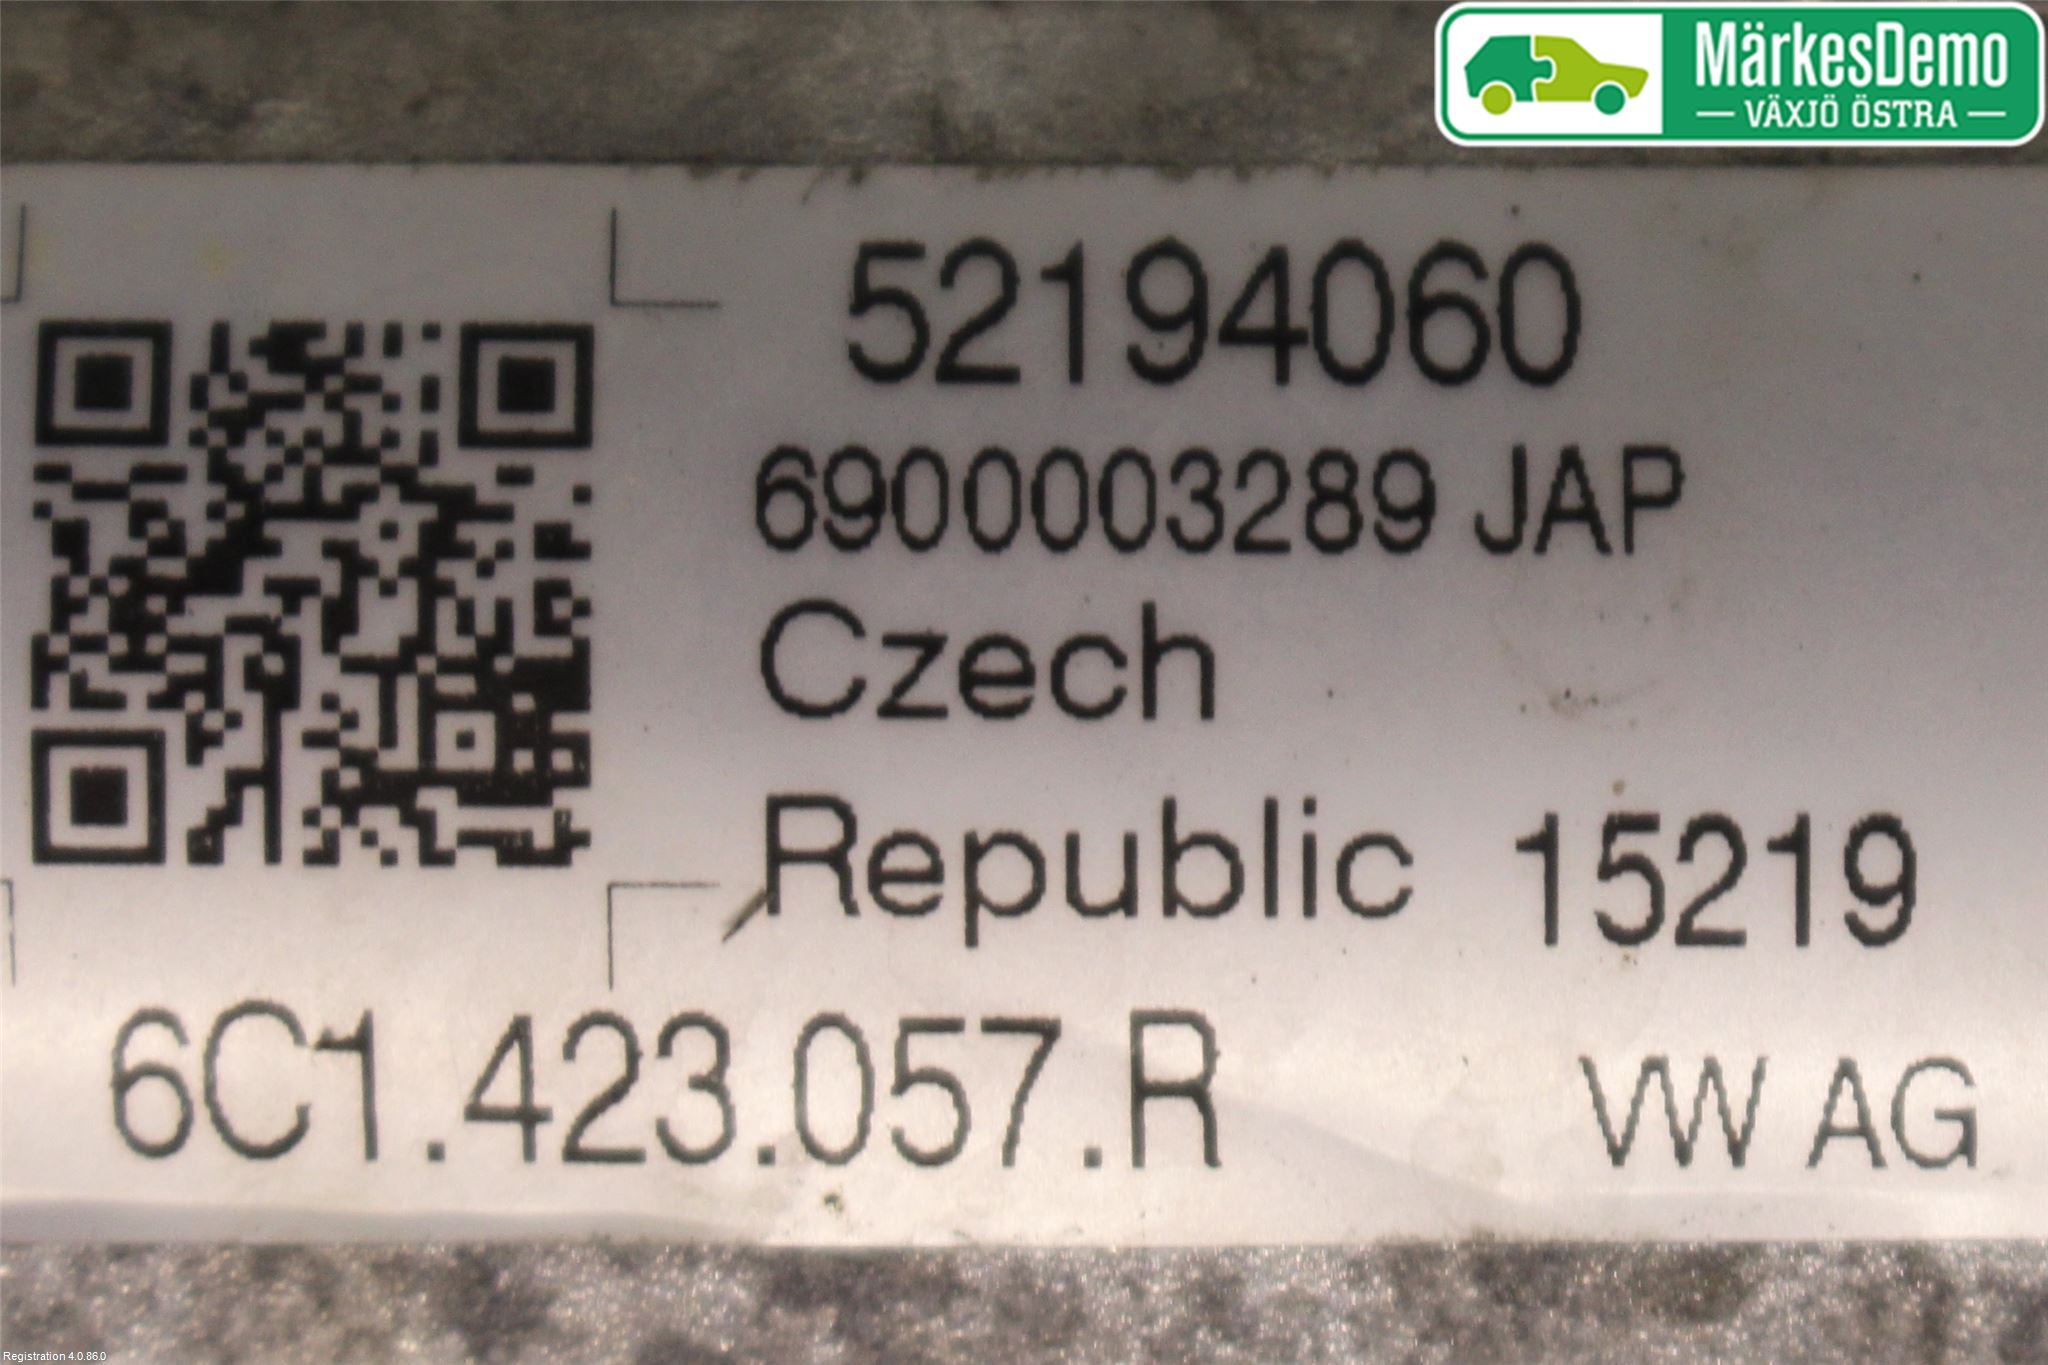 MärkesDemo
VÄXJÖ ÖSTRA
52194060
6900003289 JAP
Czech
Republic 15219
6C1.423.057.R VW AG
Registration 4.0.86.0